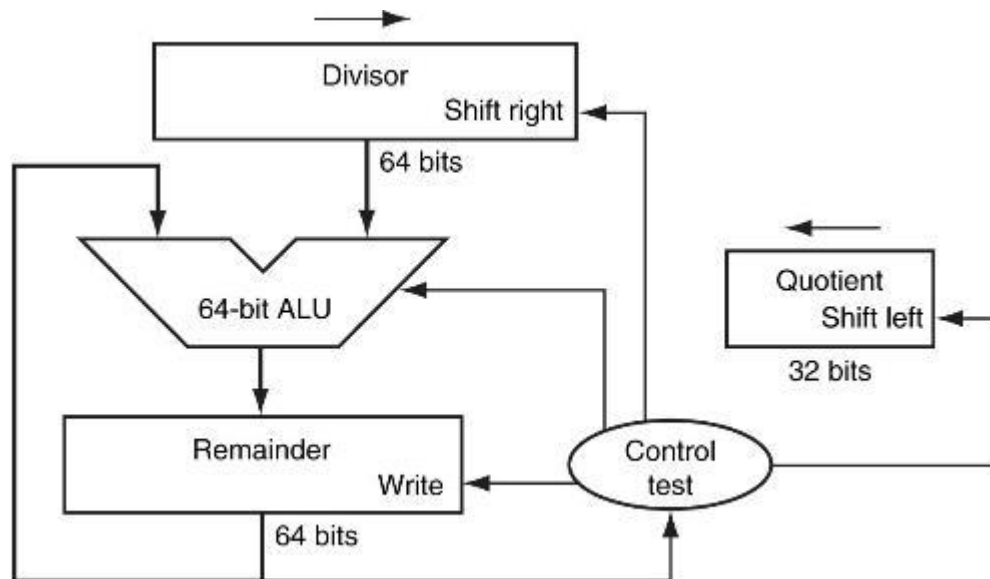 Divisor
Shift right
64 bits
64-bit ALU
Quotient
Shift left
32 bits
Remainder
Write
64 bits
Control
test